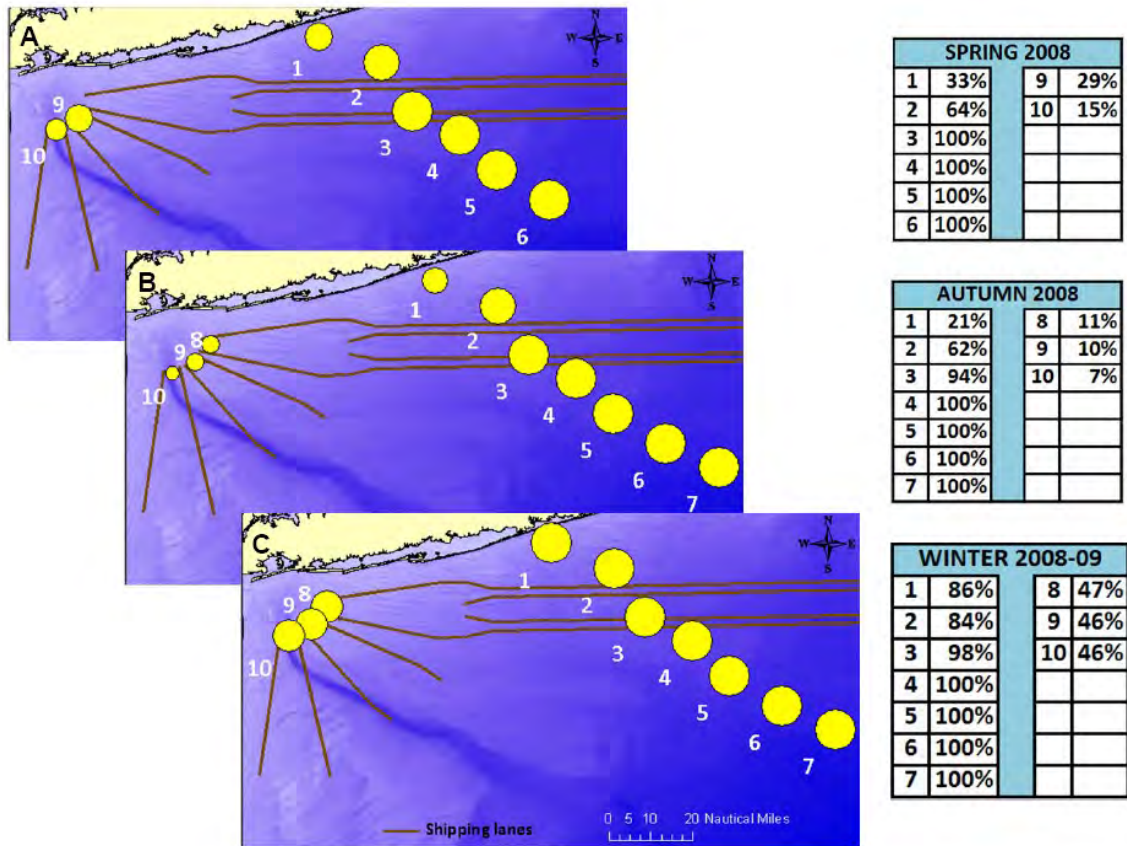 A
N
W E
S
1
2
3
4
5
6
9
10
B
N
W E
S
1
2
3
4
5
6
7
8
9
10
C
N
W E
S
1
2
3
4
5
6
7
8
9
10
Shipping lanes
0 5 10 20 Nautical Miles
SPRING 2008
1 33% 9 29%
2 64% 10 15%
3 100%
4 100%
5 100%
6 100%
AUTUMN 2008
1 21% 8 11%
2 62% 9 10%
3 94% 10 7%
4 100%
5 100%
6 100%
7 100%
WINTER 2008-09
1 86% 8 47%
2 84% 9 46%
3 98% 10 46%
4 100%
5 100%
6 100%
7 100%